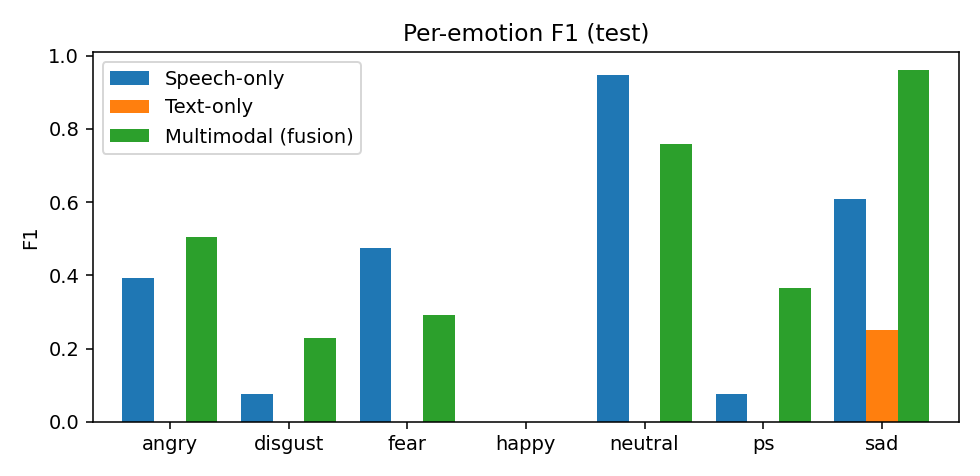 Per-emotion F1 (test)
Speech-only
Text-only
Multimodal (fusion)
F1
1.0
0.8
0.6
0.4
0.2
0.0
angry disgust fear happy neutral ps sad